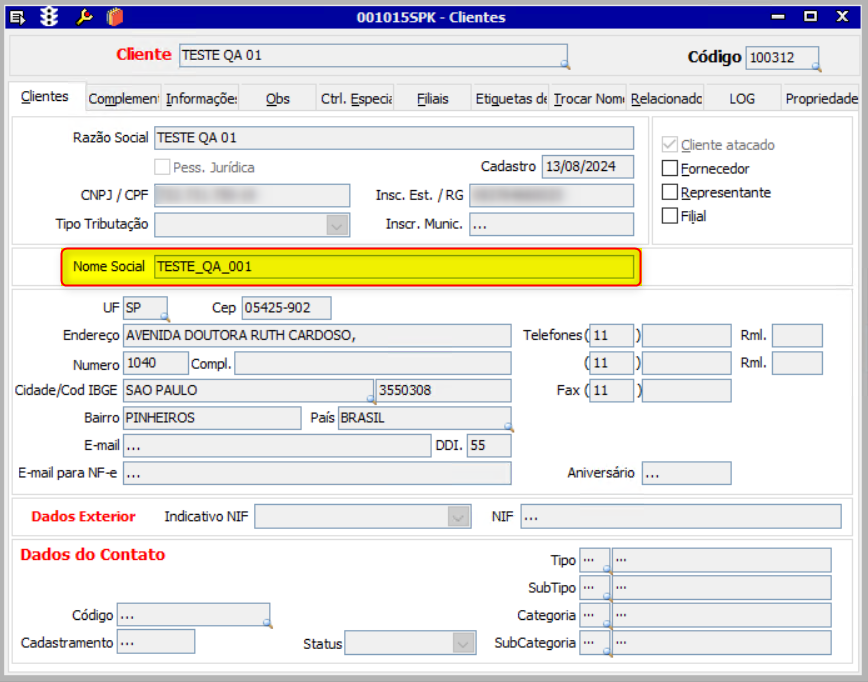 001015SPK - Clientes
Cliente TESTE QA 01 Código 100312
Clientes Complement Informações Obs Ctrl. Especia Filiais Etiquetas de Trocar Nome Relacionado LOG Propriedade
Razão Social TESTE QA 01
Cliente atacado
Pess. Jurídica Cadastro 13/08/2024
Fornecedor
CNPJ / CPF Insc. Est. / RG
Representante
Tipo Tributação Inscr. Munic. ...
Filial
Nome Social TESTE_QA_001
UF SP Cep 05425-902
Endereço AVENIDA DOUTORA RUTH CARDOSO, Telefones ( 11 ) Rml.
Numero 1040 Compl. ( 11 ) Rml.
Cidade/Cod IBGE SAO PAULO 3550308 Fax ( 11 )
Bairro PINHEIROS País BRASIL
E-mail ... DDI. 55
E-mail para NF-e ... Aniversário ...
Dados Exterior Indicativo NIF NIF ...
Dados do Contato
Tipo ... ...
SubTipo ... ...
Código ... Categoria ... ...
Cadastramento ... Status SubCategoria ... ...